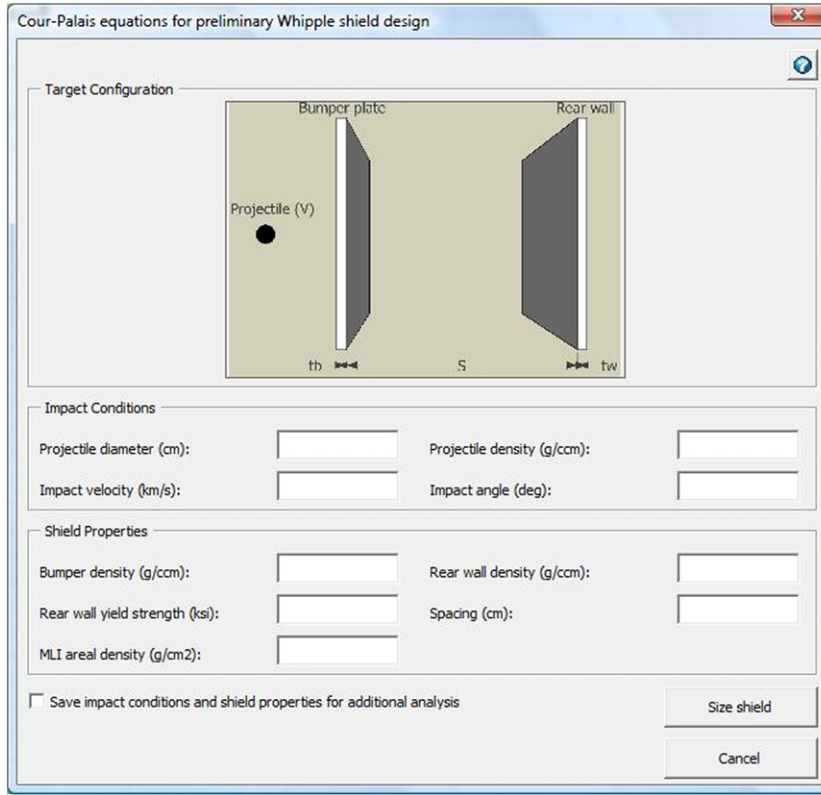 Cour-Palais equations for preliminary Whipple shield design
Target Configuration
Bumper plate Rear wall
Projectile (V)
tb S tw
Impact Conditions
Projectile diameter (cm): Projectile density (g/ccm):
Impact velocity (km/s): Impact angle (deg):
Shield Properties
Bumper density (g/ccm): Rear wall density (g/ccm):
Rear wall yield strength (ksi): Spacing (cm):
MLI areal density (g/cm2):
Save impact conditions and shield properties for additional analysis
Size shield
Cancel